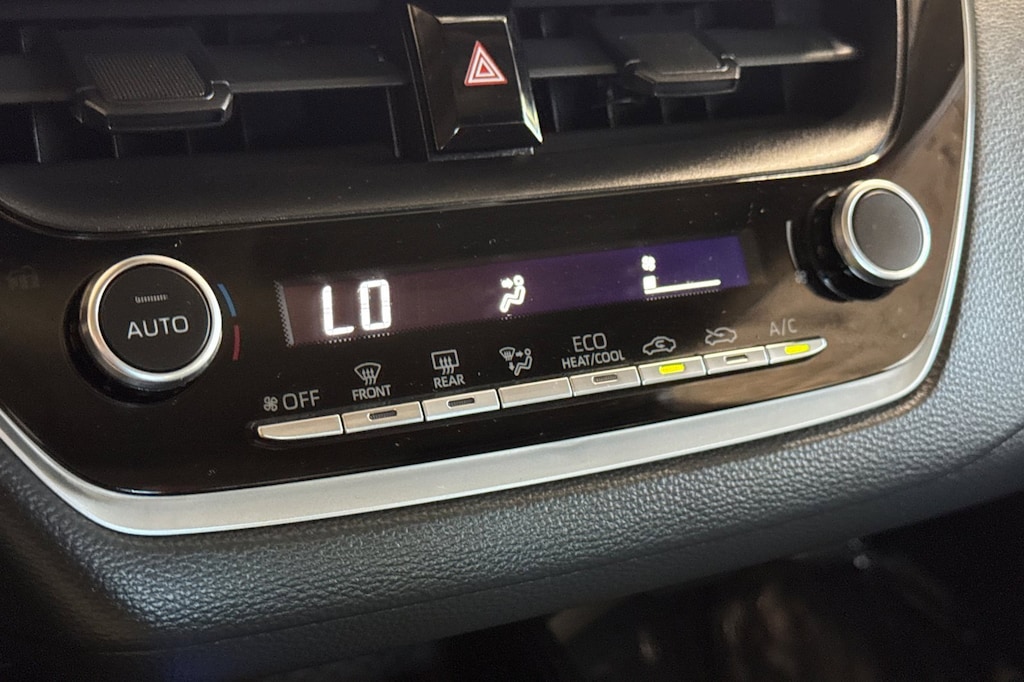 LO
AUTO
OFF
FRONT
REAR
ECO
HEAT/COOL
A/C